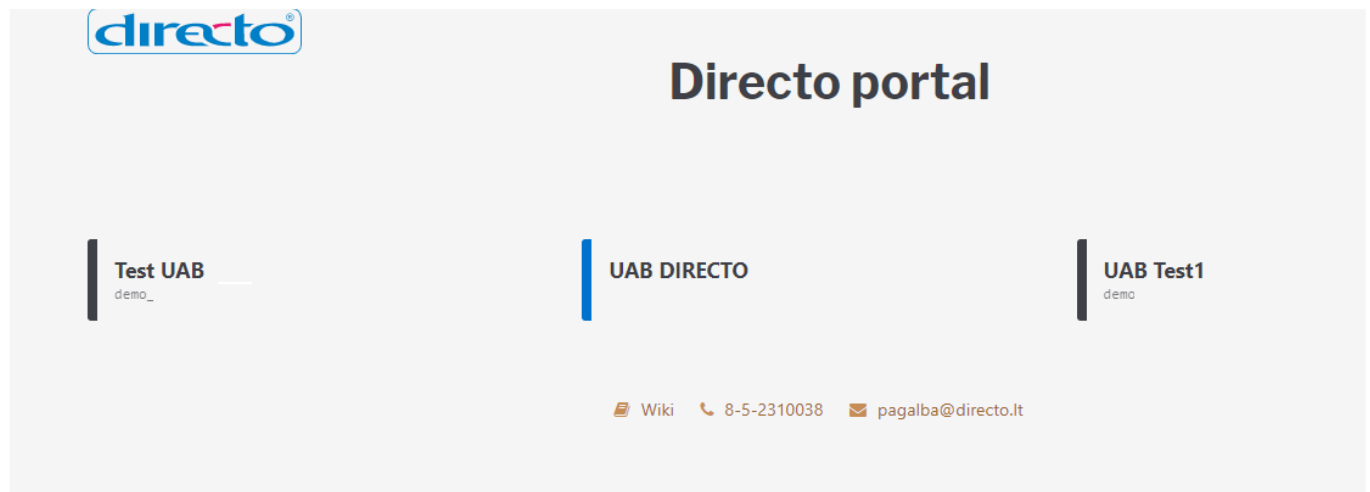 directo®
Directo portal
Test UAB
demo_
UAB DIRECTO
UAB Test1
demo
Wiki 8-5-2310038 pagalba@directo.lt